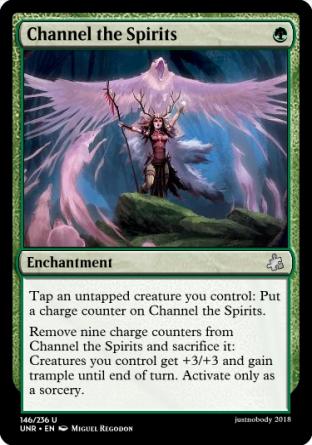 Channel the Spirits
Enchantment
Tap an untapped creature you control: Put
a charge counter on Channel the Spirits.
Remove nine charge counters from
Channel the Spirits and sacrifice it:
Creatures you control get +3/+3 and gain
trample until end of turn. Activate only as
a sorcery.
146/236 U
UNR • EN Miguel Regodon
justnobody 2018